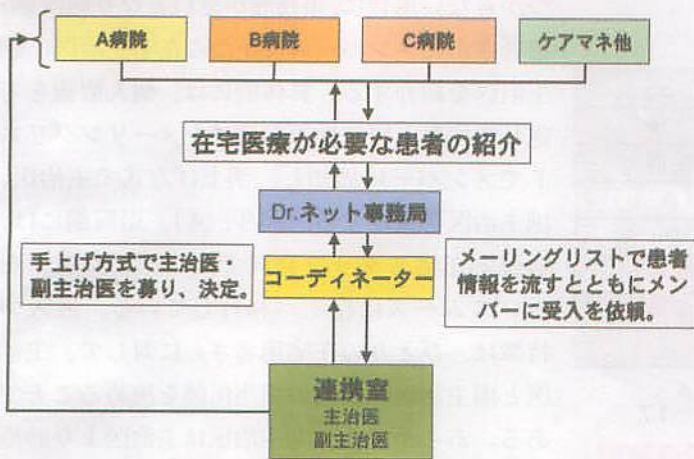 A病院
B病院
C病院
ケアマネ他
在宅医療が必要な患者の紹介
Dr.ネット事務局
手上げ方式で主治医・
副主治医を募り、決定。
コーディネーター
メーリングリストで患者
情報を流すとともにメン
バーに受入を依頼。
連携室
主治医
副主治医